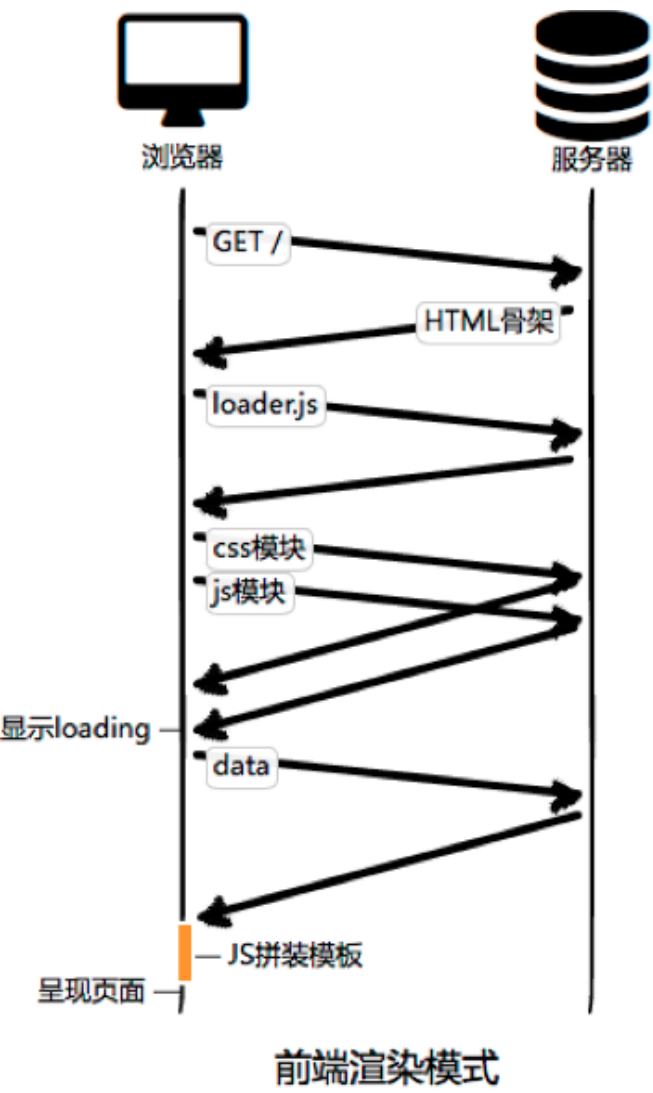 浏览器
服务器
GET /
HTML骨架
loader.js
css模块
js模块
显示loading
data
JS拼装模板
呈现页面
前端渲染模式